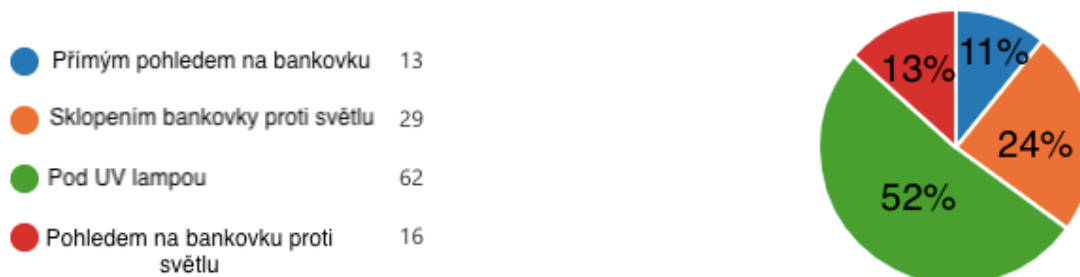 Přímým pohledem na bankovku 13
Sklopením bankovky proti světlu 29
Pod UV lampou 62
Pohledem na bankovku proti 16
světlu
11%
13%
24%
52%